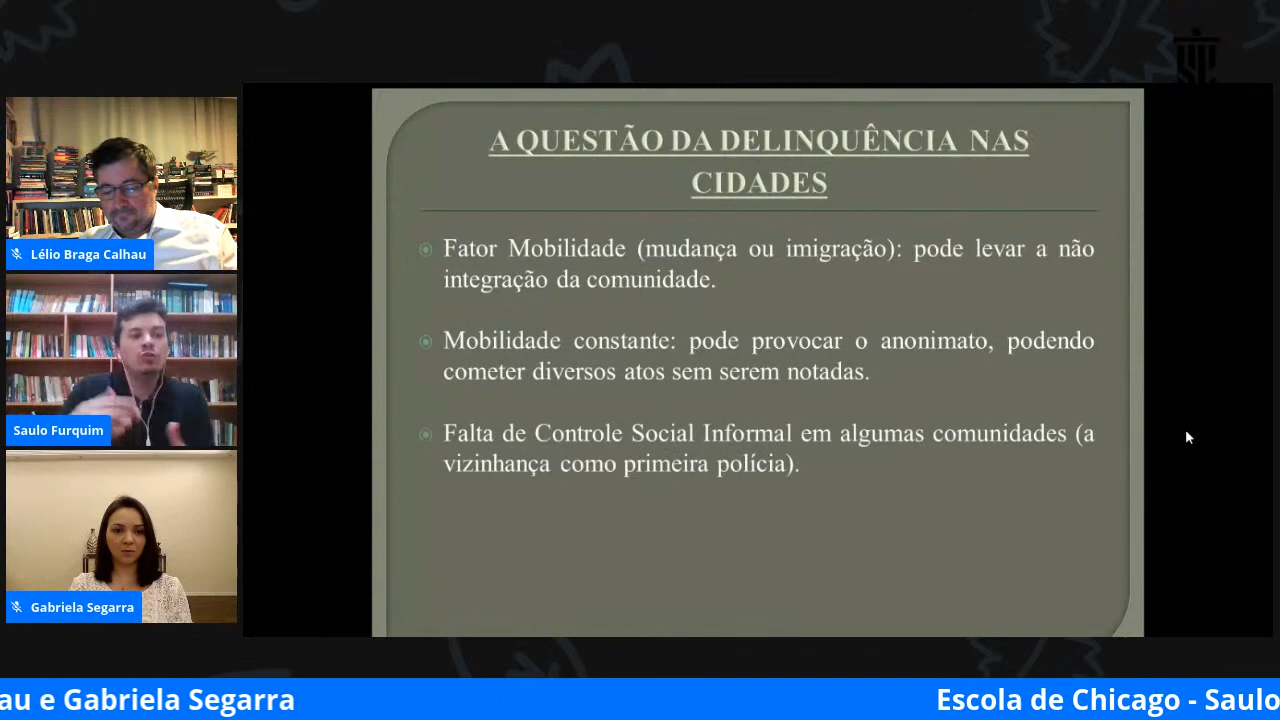 A QUESTÃO DA DELINQUÊNCIA NAS
CIDADES
Fator Mobilidade (mudança ou imigração): pode levar a não
integração da comunidade.
Mobilidade constante: pode provocar o anonimato, podendo
cometer diversos atos sem serem notadas.
Falta de Controle Social Informal em algumas comunidades (a
vizinhança como primeira polícia).
Lélio Braga Calhau
Saulo Furquim
Gabriela Segarra
au e Gabriela Segarra
Escola de Chicago - Saulo